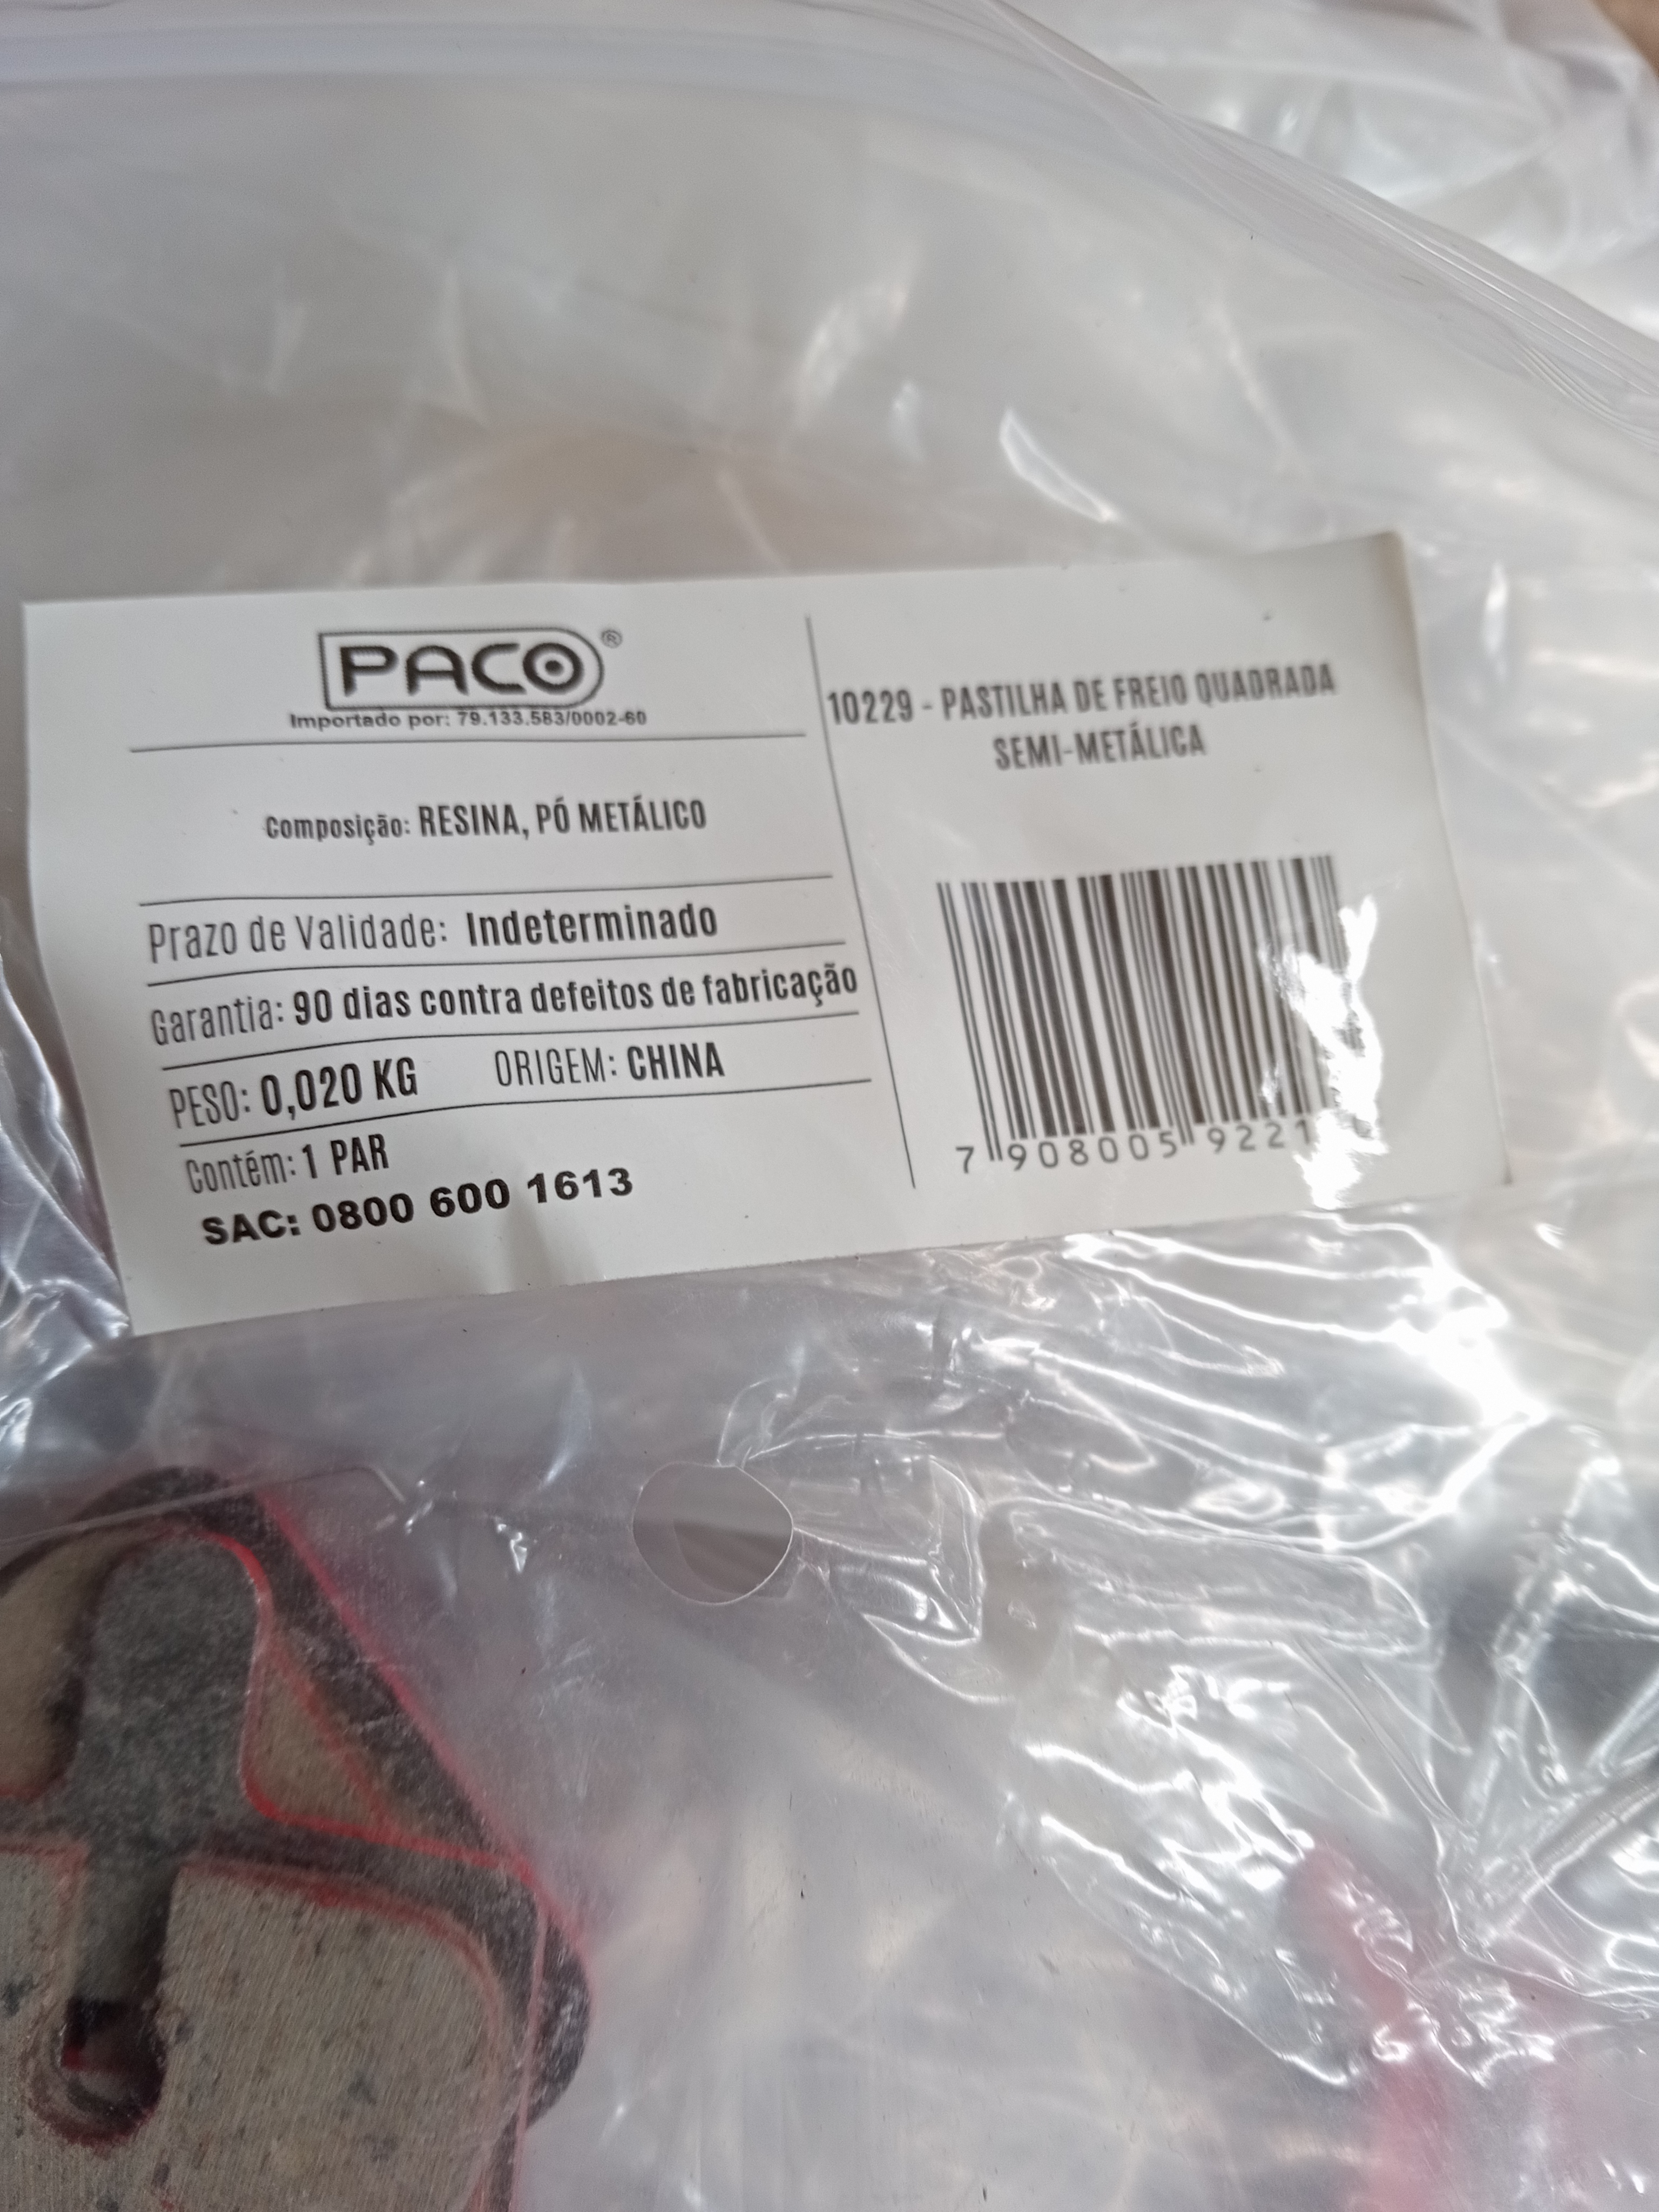 PACO®
Importado por: 79.133.583/0002-60
Composição: RESINA, PÓ METÁLICO
Prazo de Validade: Indeterminado
Garantia: 90 dias contra defeitos de fabricação
PESO: 0,020 KG ORIGEM: CHINA
Contém: 1 PAR
SAC: 0800 600 1613
10229 - PASTILHA DE FREIO QUADRADA
SEMI-METÁLICA
7 908005 9221